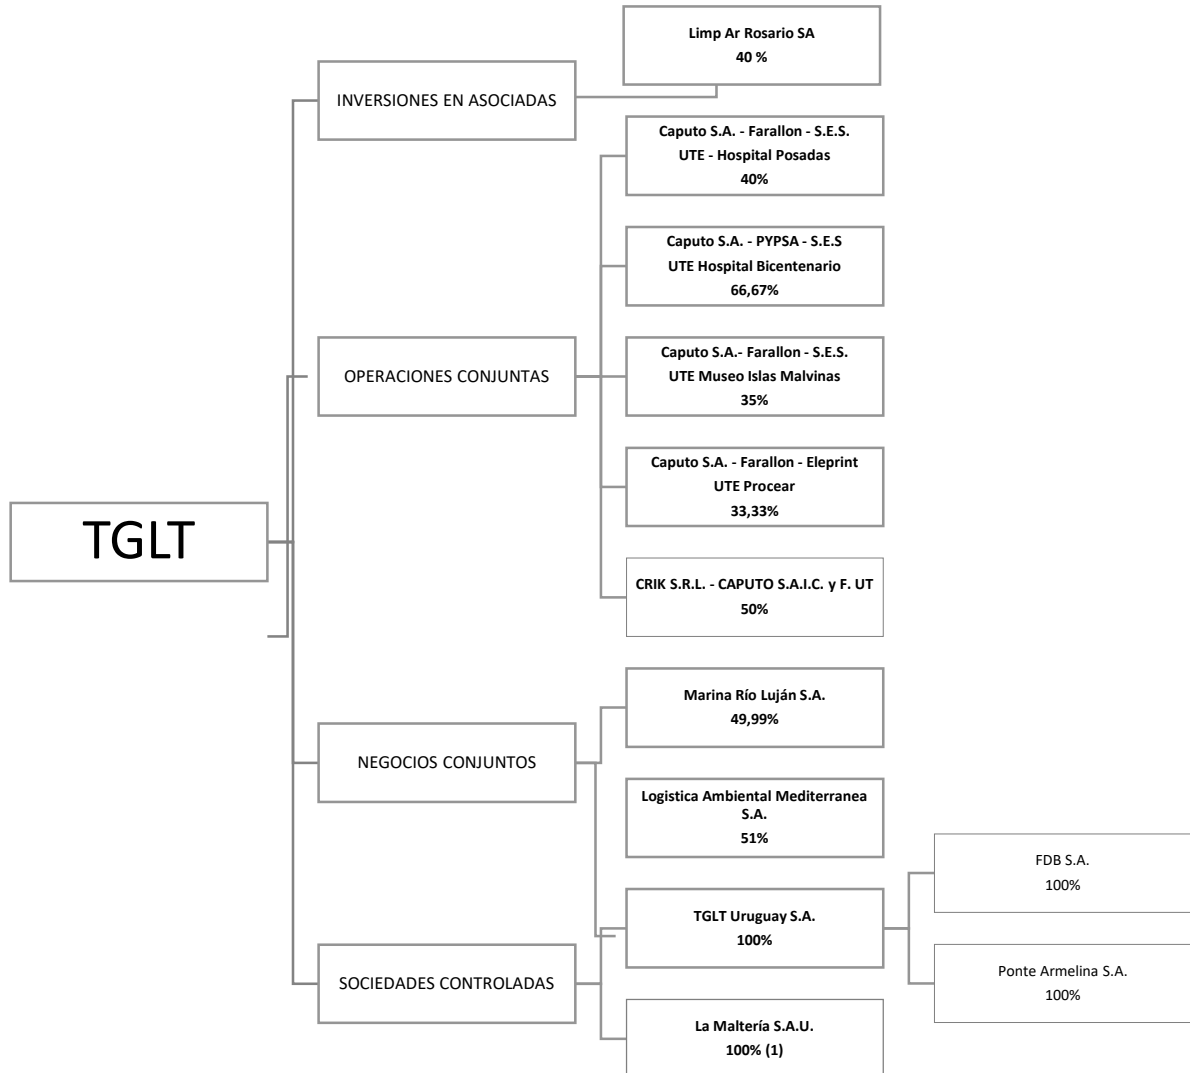 Limp Ar Rosario SA
40 %
INVERSIONES EN ASOCIADAS
Caputo S.A. - Farallon - S.E.S.
UTE - Hospital Posadas
40%
Caputo S.A. - PYPSA - S.E.S
UTE Hospital Bicentenario
66,67%
OPERACIONES CONJUNTAS
Caputo S.A.- Farallon - S.E.S.
UTE Museo Islas Malvinas
35%
Caputo S.A. - Farallon - Eleprint
UTE Procear
33,33%
TGLT
CRIK S.R.L. - CAPUTO S.A.I.C. y F. UT
50%
Marina Río Luján S.A.
49,99%
NEGOCIOS CONJUNTOS
Logistica Ambiental Mediterranea
S.A.
51%
FDB S.A.
100%
TGLT Uruguay S.A.
100%
SOCIEDADES CONTROLADAS
Ponte Armelina S.A.
100%
La Maltería S.A.U.
100% (1)